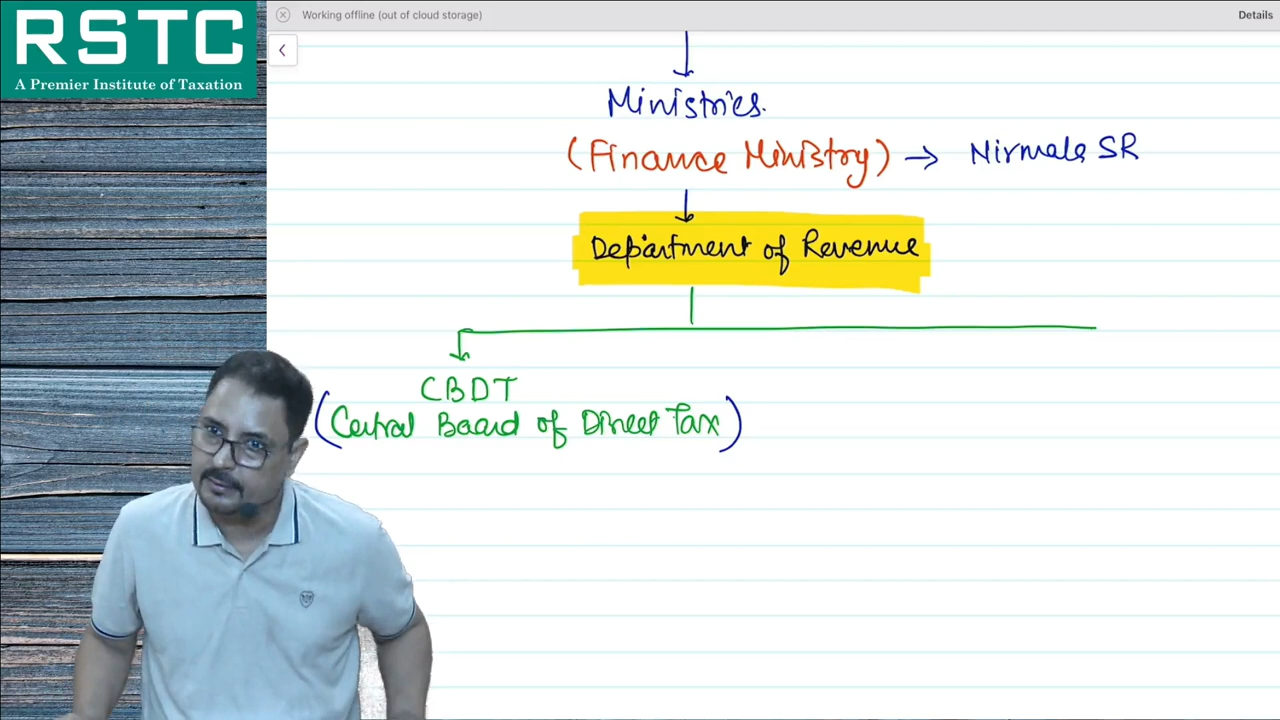 RSTC
A Premier Institute of Taxation
Working offline (out of cloud storage)
Details
Ministries.
(Finance Ministry) → Nirmala SR
Department of Revenue
CBDT
(Central Board of Direct Tax)